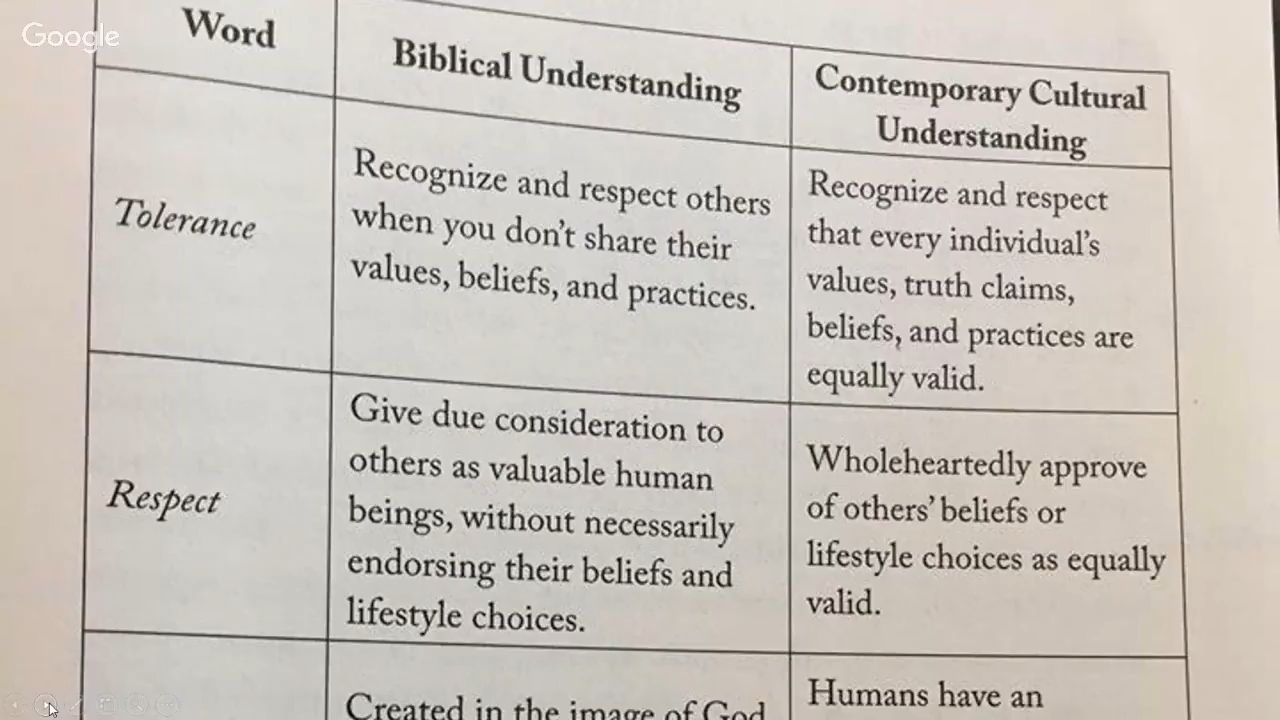 Google
Word
Biblical Understanding
Contemporary Cultural
Understanding
Tolerance
Recognize and respect others
when you don't share their
values, beliefs, and practices.
Recognize and respect
that every individual's
values, truth claims,
beliefs, and practices are
equally valid.
Respect
Give due consideration to
others as valuable human
beings, without necessarily
endorsing their beliefs and
lifestyle choices.
Wholeheartedly approve
of others' beliefs or
lifestyle choices as equally
valid.
Created in the image of God
Humans have an